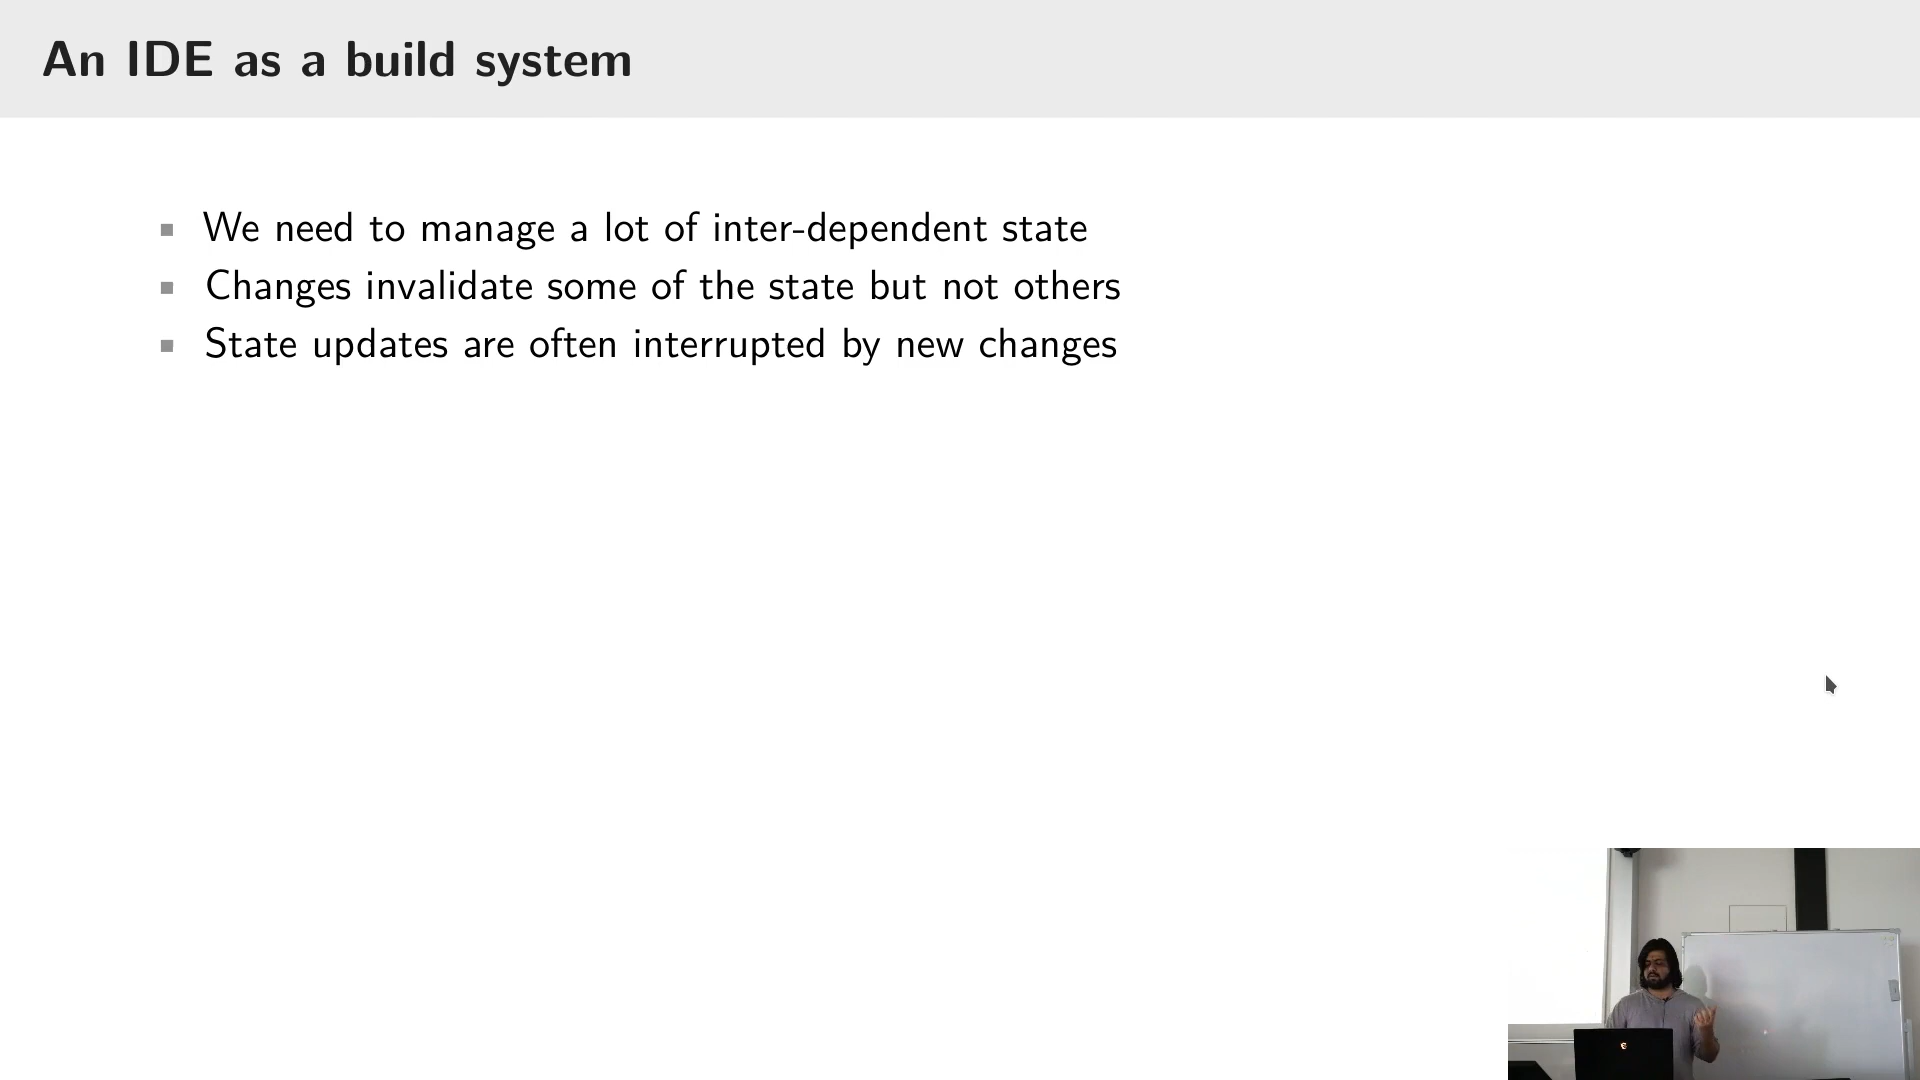 An IDE as a build system
We need to manage a lot of inter-dependent state
Changes invalidate some of the state but not others
State updates are often interrupted by new changes